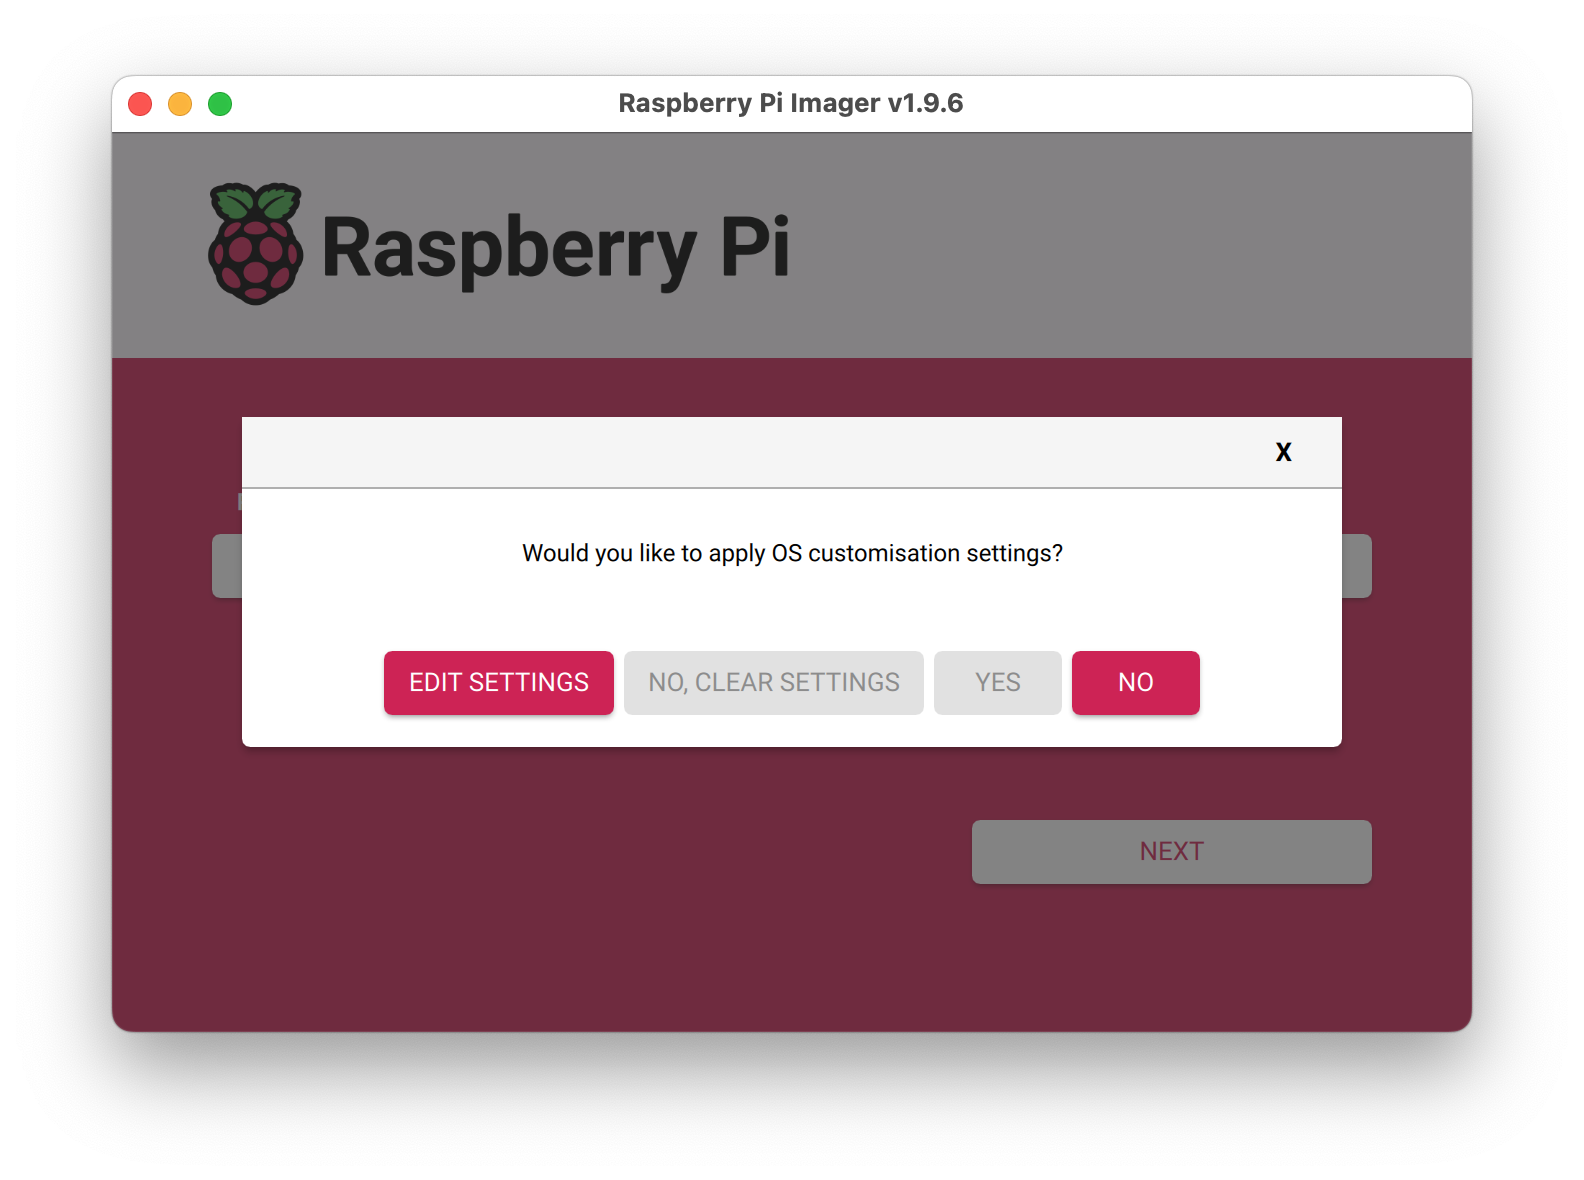 Raspberry Pi Imager v1.9.6
Raspberry Pi
X
Would you like to apply OS customisation settings?
EDIT SETTINGS
NO, CLEAR SETTINGS
YES
NO
NEXT